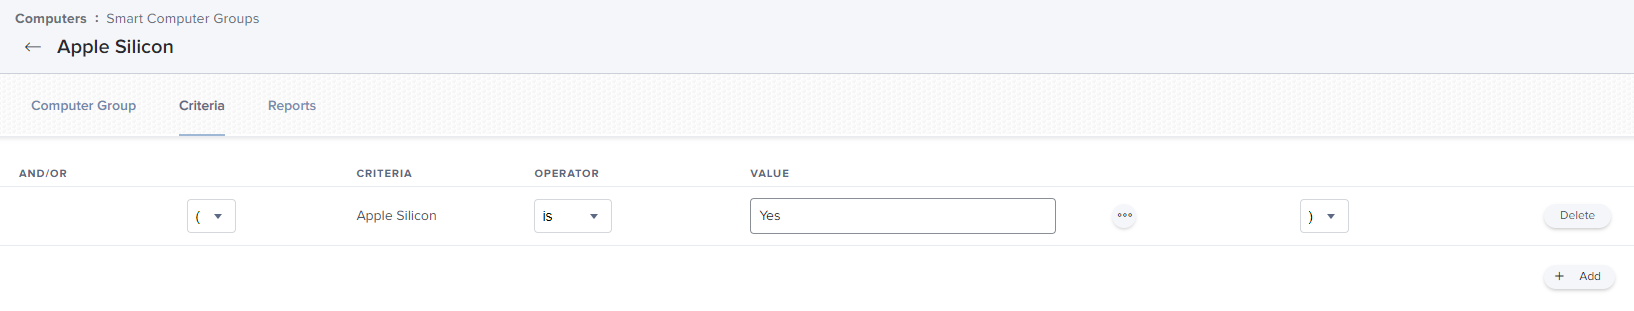 Computers : Smart Computer Groups
← Apple Silicon
Computer Group Criteria Reports
AND/OR CRITERIA OPERATOR VALUE
( Apple Silicon is Yes ) Delete
+ Add